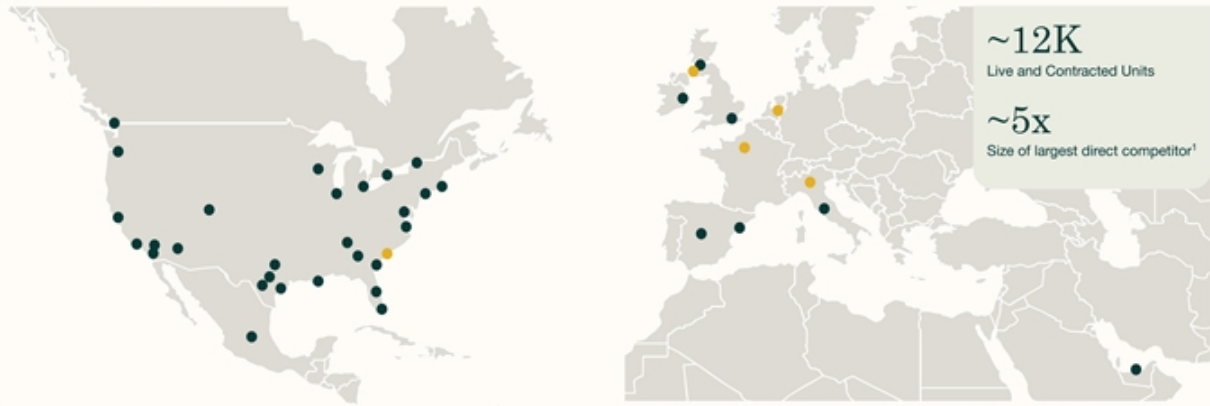 ~12K
Live and Contracted Units
~5x
Size of largest direct competitor¹